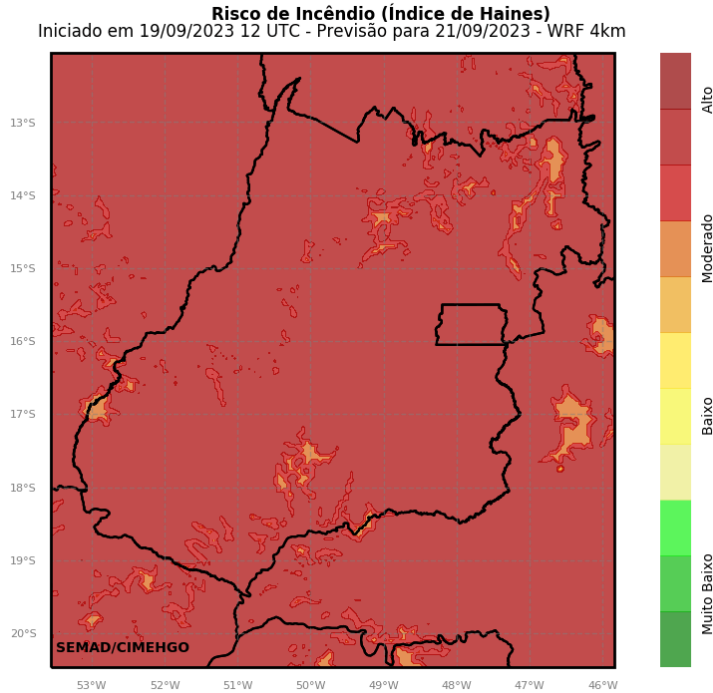 Risco de Incêndio (Índice de Haines)
Iniciado em 19/09/2023 12 UTC - Previsão para 21/09/2023 - WRF 4km
13°S
14°S
15°S
16°S
17°S
18°S
19°S
20°S
SEMAD/CIMEHGO
53°W
52°W
51°W
50°W
49°W
48°W
47°W
46°W
Alto
Moderado
Baixo
Muito Baixo